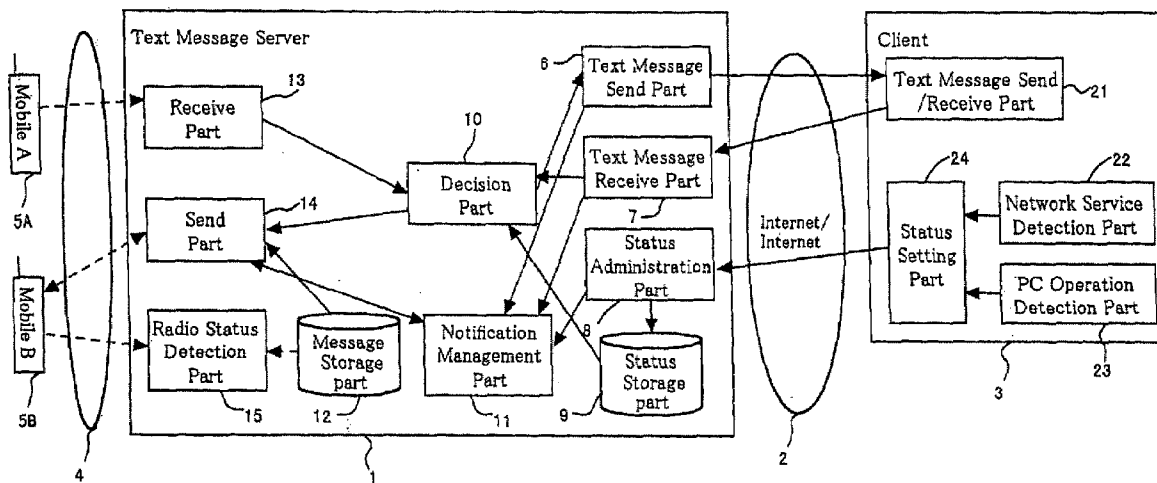 Text Message Server
Client
Mobile A
5A
Mobile B
5B
4
13
Receive
Part
14
Send
Part
Radio Status
Detection
Part
15
10
Decision
Part
Message
Storage
part
12
Notification
Management
Part
11
6
Text Message
Send Part
Text Message
Receive Part
7
Status
Administration
Part
8
Status
Storage
part
9
1
Internet/
Internet
2
Text Message Send
/Receive Part
21
24
Status
Setting
Part
22
Network Service
Detection Part
PC Operation
Detection Part
23
3